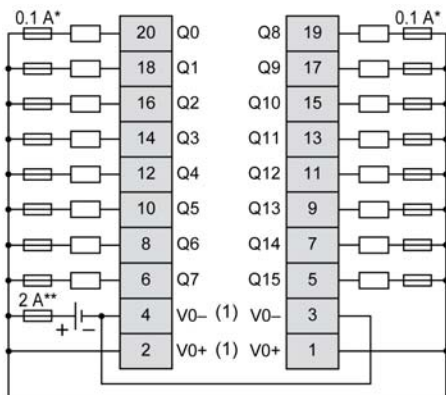 0.1 A* 20 Q0 Q8 19 0.1 A*
18 Q1 Q9 17
16 Q2 Q10 15
14 Q3 Q11 13
12 Q4 Q12 11
10 Q5 Q13 9
8 Q6 Q14 7
6 Q7 Q15 5
2 A** + – 4 V0– (1) V0– 3
2 V0+ (1) V0+ 1